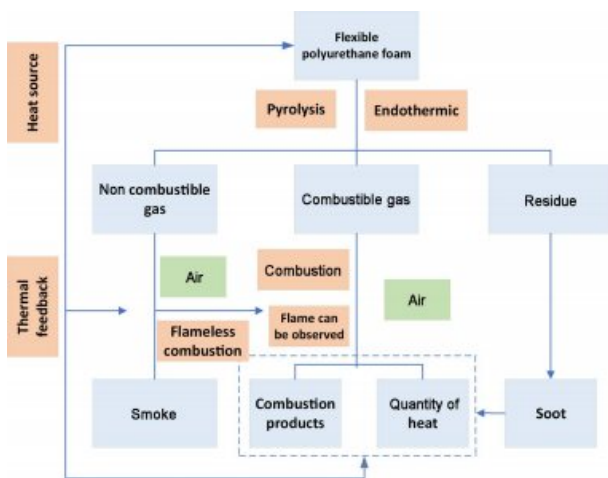 Flexible
polyurethane foam
Heat source
Pyrolysis
Endothermic
Non combustible
gas
Combustible gas
Residue
Air
Combustion
Air
Thermal
feedback
Flameless
combustion
Flame can
be observed
Smoke
Combustion
products
Quantity of
heat
Soot